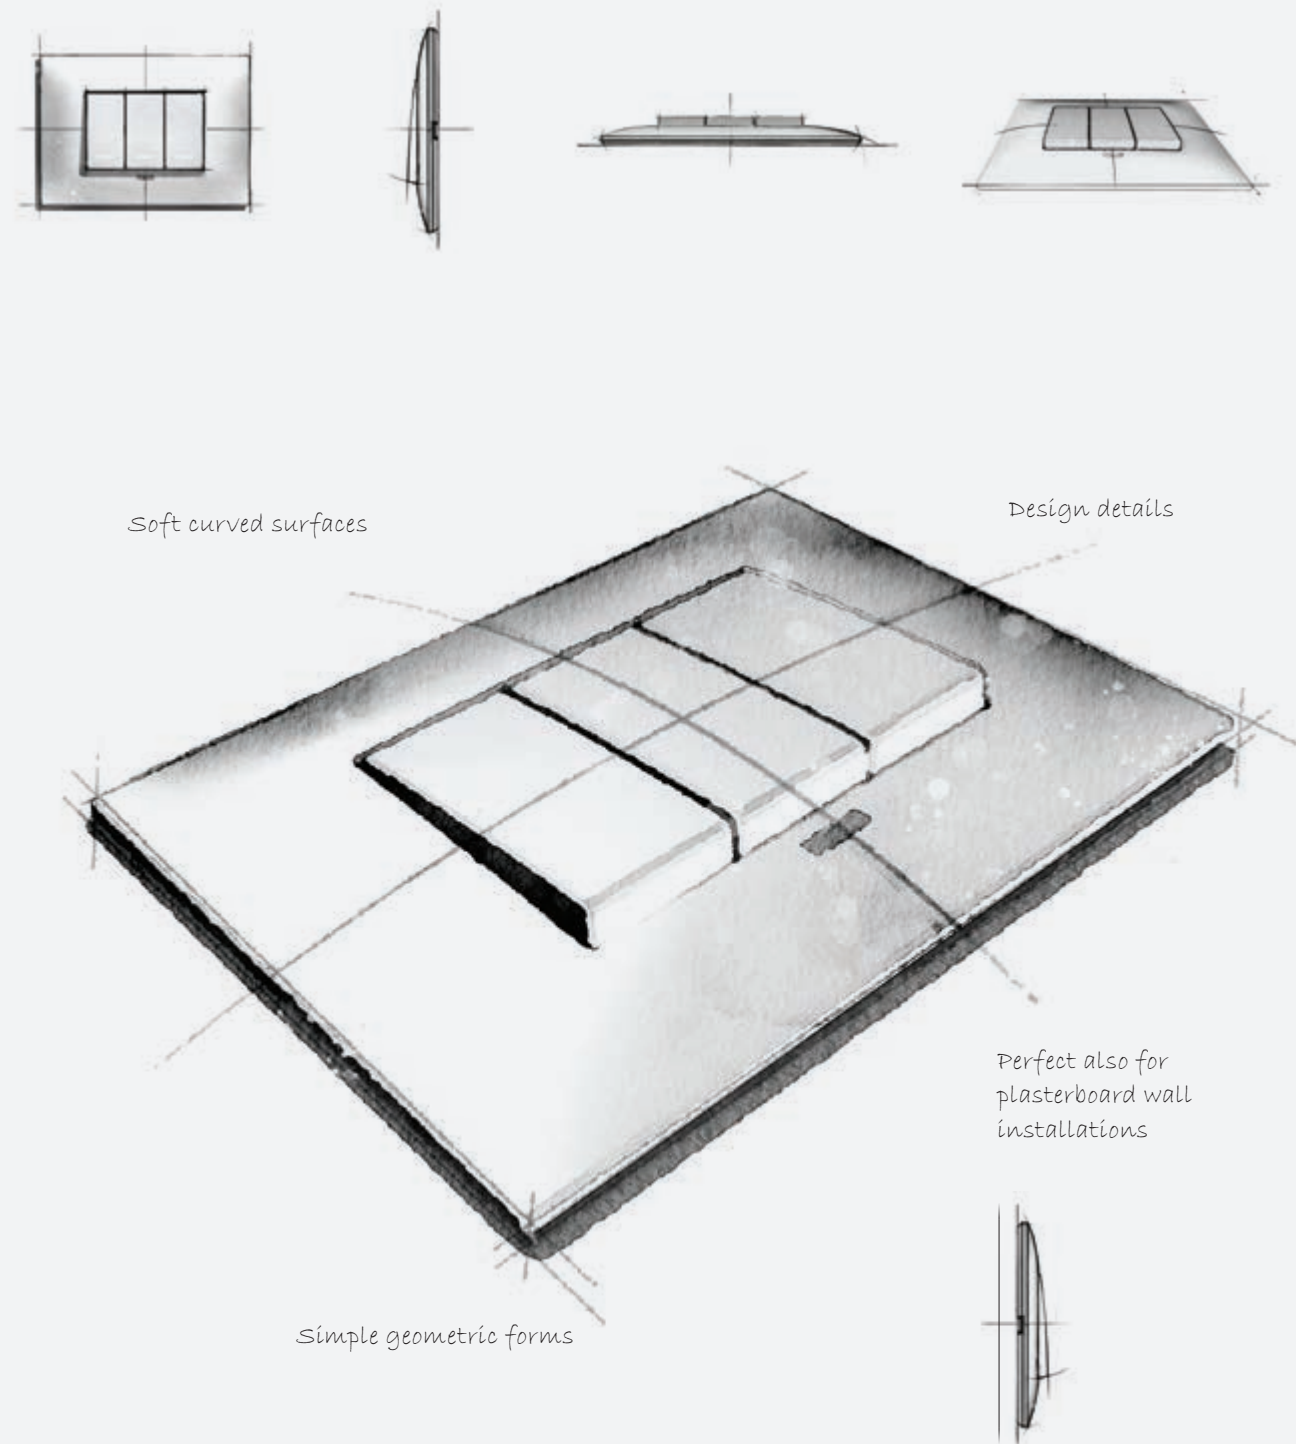 Soft curved surfaces
Design details
Perfect also for
plasterboard wall
installations
Simple geometric forms